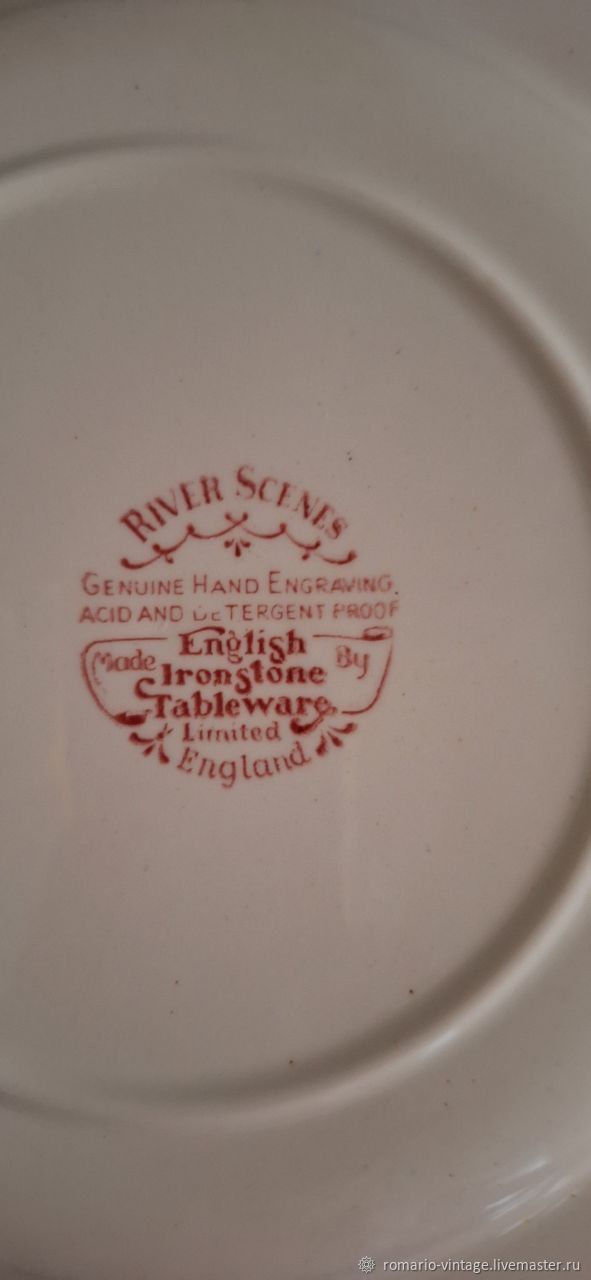 RIVER SCENES
GENUINE HAND ENGRAVING.
ACID AND DETERGENT PROOF
Made English By
Ironstone
Tableware
Limited
England
romario-vintage.livemaster.ru